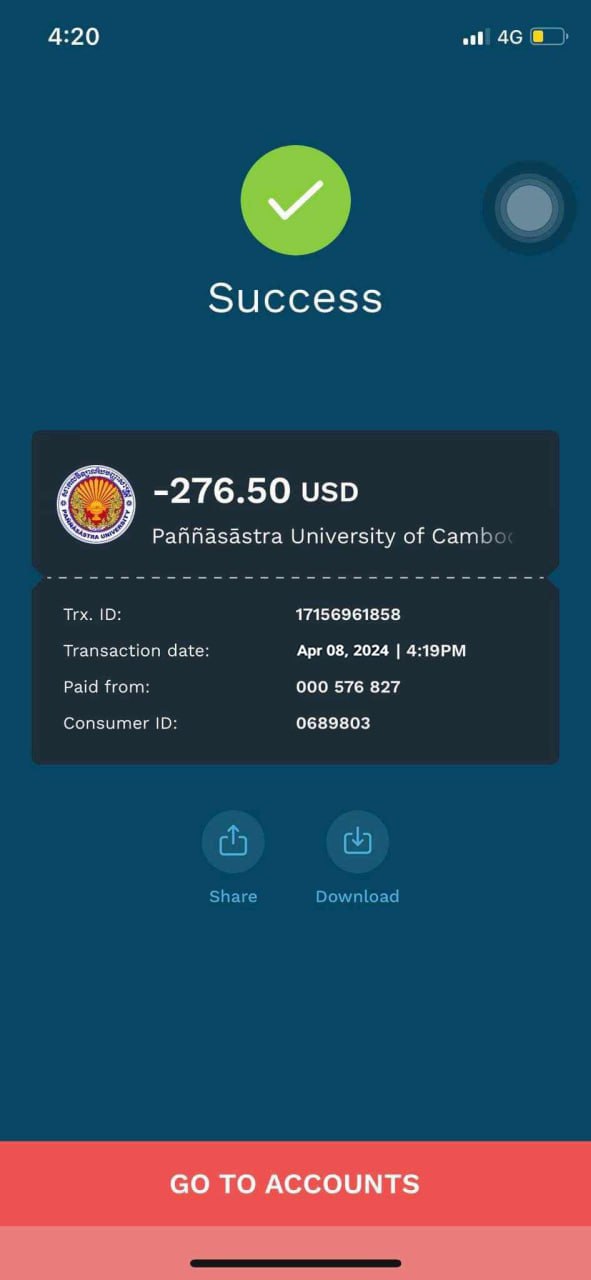 4:20
4G
Success
-276.50 USD
PAÑÑĀSĀSTRA UNIVERSITY
Paññāsāstra University of Camboc
Trx. ID: 17156961858
Transaction date: Apr 08, 2024 | 4:19PM
Paid from: 000 576 827
Consumer ID: 0689803
Share Download
GO TO ACCOUNTS